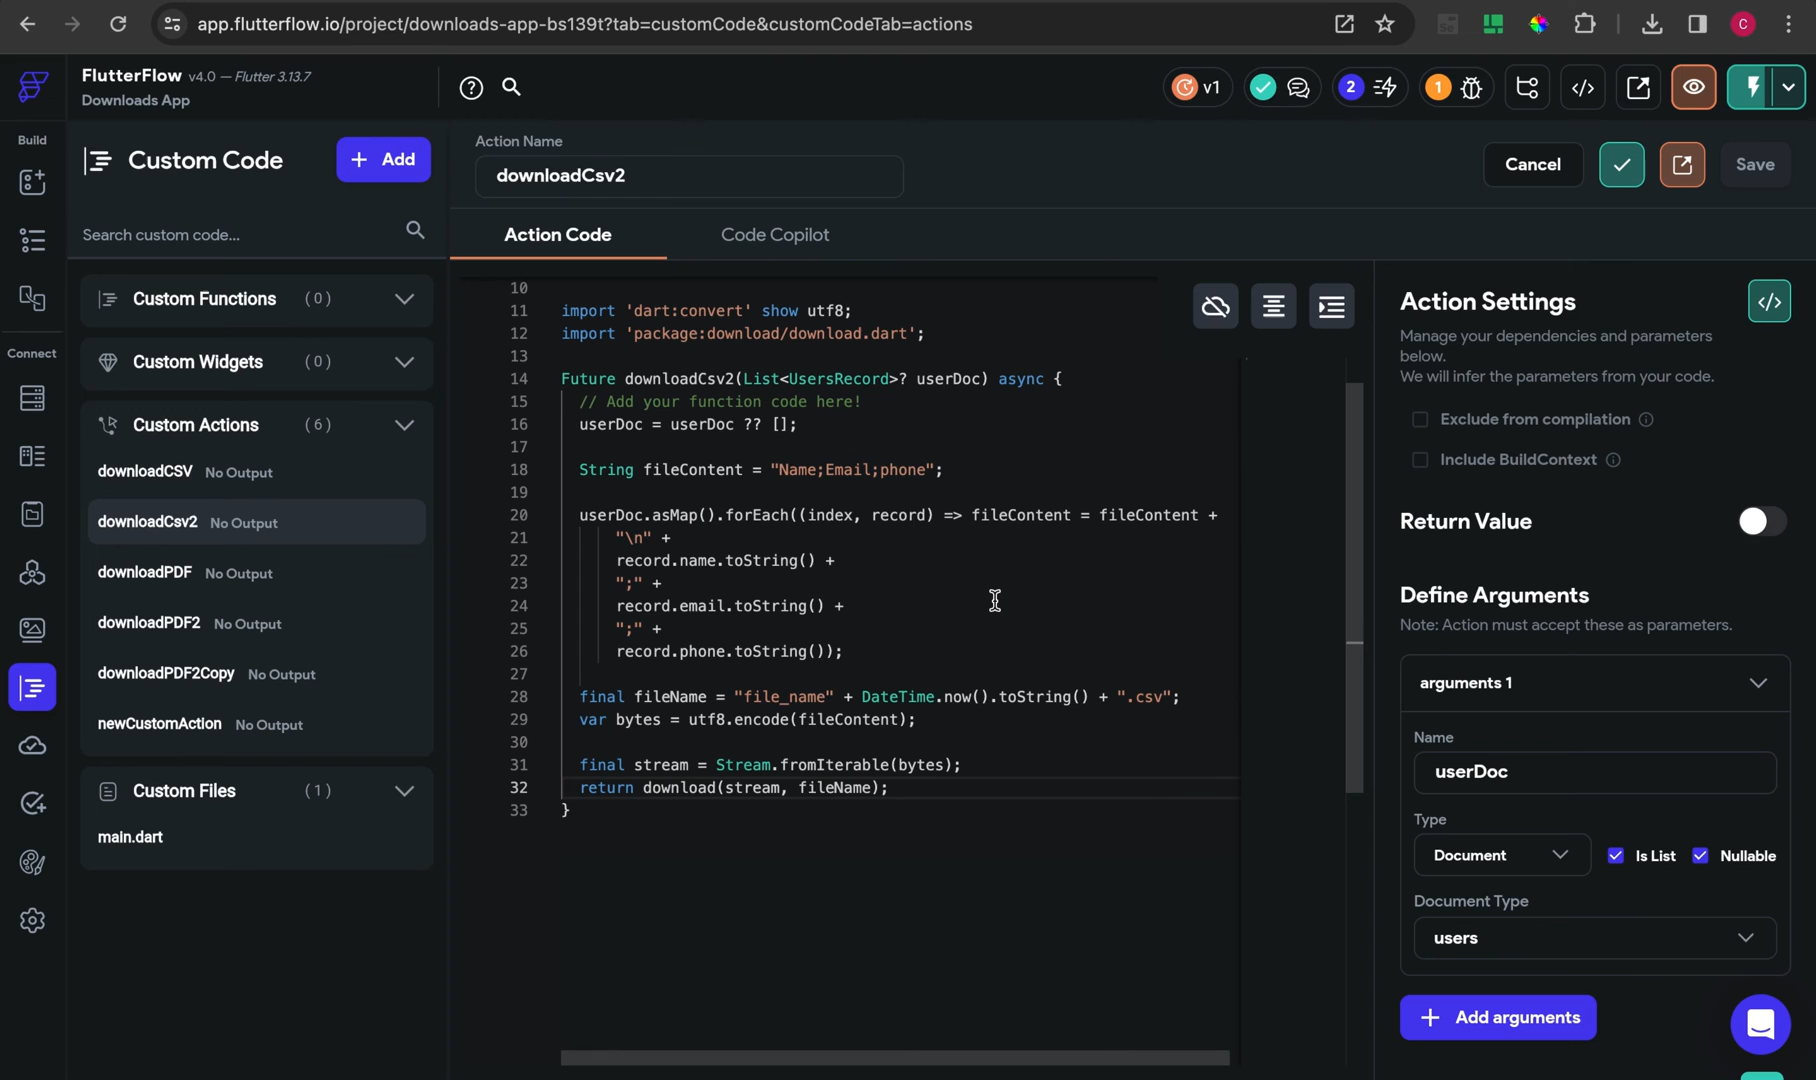 app.flutterflow.io/project/downloads-app-bs139t?tab=customCode&customCodeTab=actions
C
FlutterFlow v4.0 — Flutter 3.13.7
Downloads App
v1
2
1
Build
Connect
Custom Code
+ Add
Search custom code...
Custom Functions (0)
Custom Widgets (0)
Custom Actions (6)
downloadCSV No Output
downloadCsv2 No Output
downloadPDF No Output
downloadPDF2 No Output
downloadPDF2Copy No Output
newCustomAction No Output
Custom Files (1)
main.dart
Action Name
downloadCsv2
Cancel
Save
Action Code
Code Copilot
10
11 import 'dart:convert' show utf8;
12 import 'package:download/download.dart';
13
14 Future downloadCsv2(List<UsersRecord>? userDoc) async {
15 // Add your function code here!
16 userDoc = userDoc ?? [];
17
18 String fileContent = "Name;Email;phone";
19
20 userDoc.asMap().forEach((index, record) => fileContent = fileContent +
21 "\n" +
22 record.name.toString() +
23 ";" +
24 record.email.toString() +
25 ";" +
26 record.phone.toString());
27
28 final fileName = "file_name" + DateTime.now().toString() + ".csv";
29 var bytes = utf8.encode(fileContent);
30
31 final stream = Stream.fromIterable(bytes);
32 return download(stream, fileName);
33 }
Action Settings
Manage your dependencies and parameters
below.
We will infer the parameters from your code.
Exclude from compilation
Include BuildContext
Return Value
Define Arguments
Note: Action must accept these as parameters.
arguments 1
Name
userDoc
Type
Document
Is List
Nullable
Document Type
users
+ Add arguments